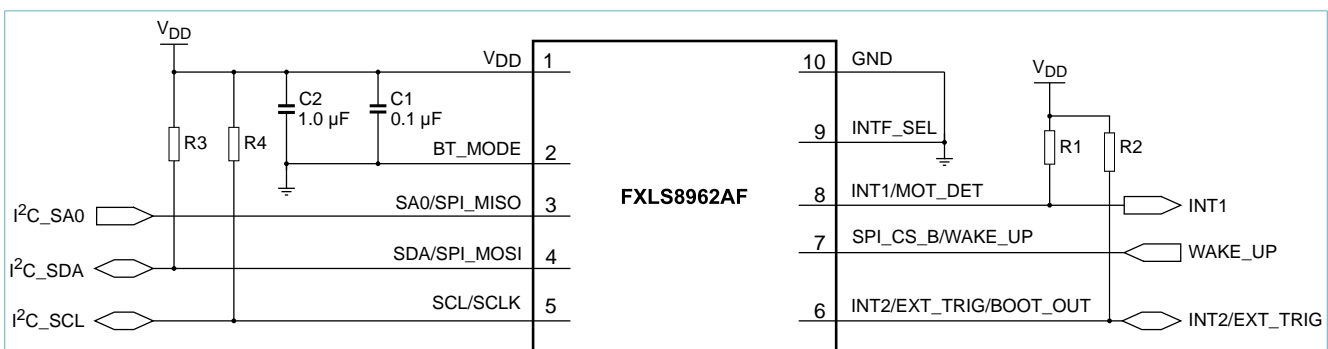 VDD
VDD 1
C2
1.0 µF
C1
0.1 µF
R3
R4
BT_MODE 2
I²C_SA0
SA0/SPI_MISO 3
I²C_SDA
SDA/SPI_MOSI 4
I²C_SCL
SCL/SCLK 5
FXLS8962AF
10 GND
9 INTF_SEL
VDD
R1
R2
8 INT1/MOT_DET
INT1
7 SPI_CS_B/WAKE_UP
WAKE_UP
6 INT2/EXT_TRIG/BOOT_OUT
INT2/EXT_TRIG